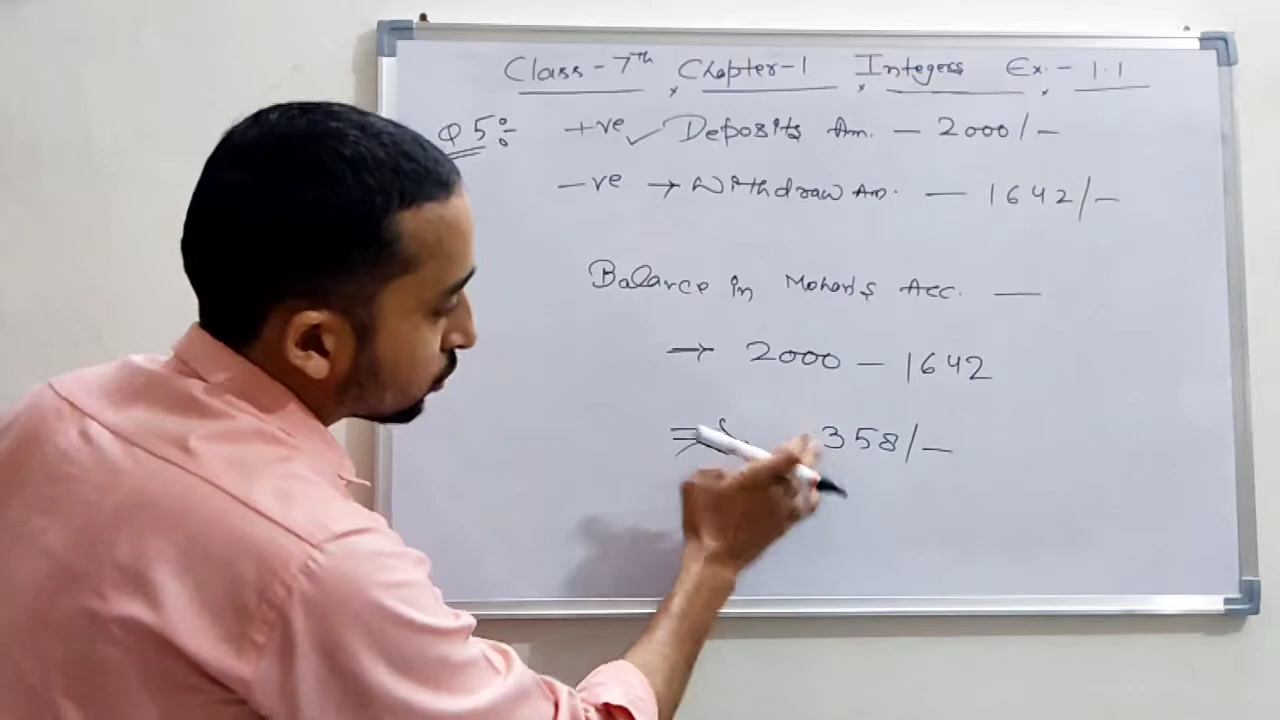 Class-7th Chapter-1 Integers Ex.-1.1
Q5:- +ve Deposits Am. — 2000/-
-ve → Withdraw Am. — 1642/-
Balance in Mohan's Acc. —
→ 2000 - 1642
358/-